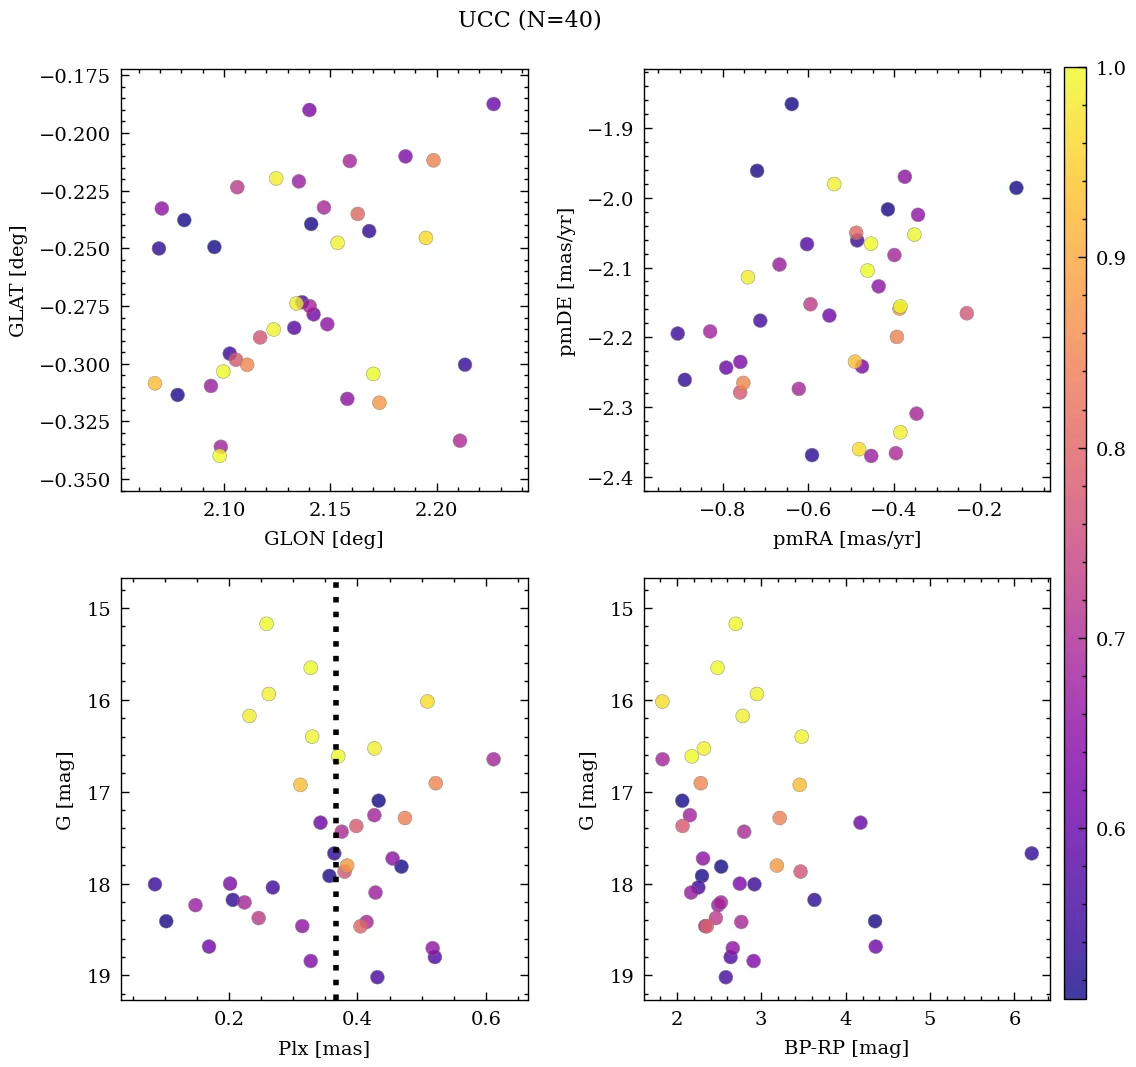 UCC (N=40)
−0.175
−0.200
−0.225
−0.250
−0.275
−0.300
−0.325
−0.350
GLAT [deg]
2.10 2.15 2.20
GLON [deg]
−1.9
−2.0
−2.1
−2.2
−2.3
−2.4
pmDE [mas/yr]
−0.8 −0.6 −0.4 −0.2
pmRA [mas/yr]
15
16
17
18
19
G [mag]
0.2 0.4 0.6
Plx [mas]
15
16
17
18
19
G [mag]
2 3 4 5 6
BP-RP [mag]
1.0
0.9
0.8
0.7
0.6